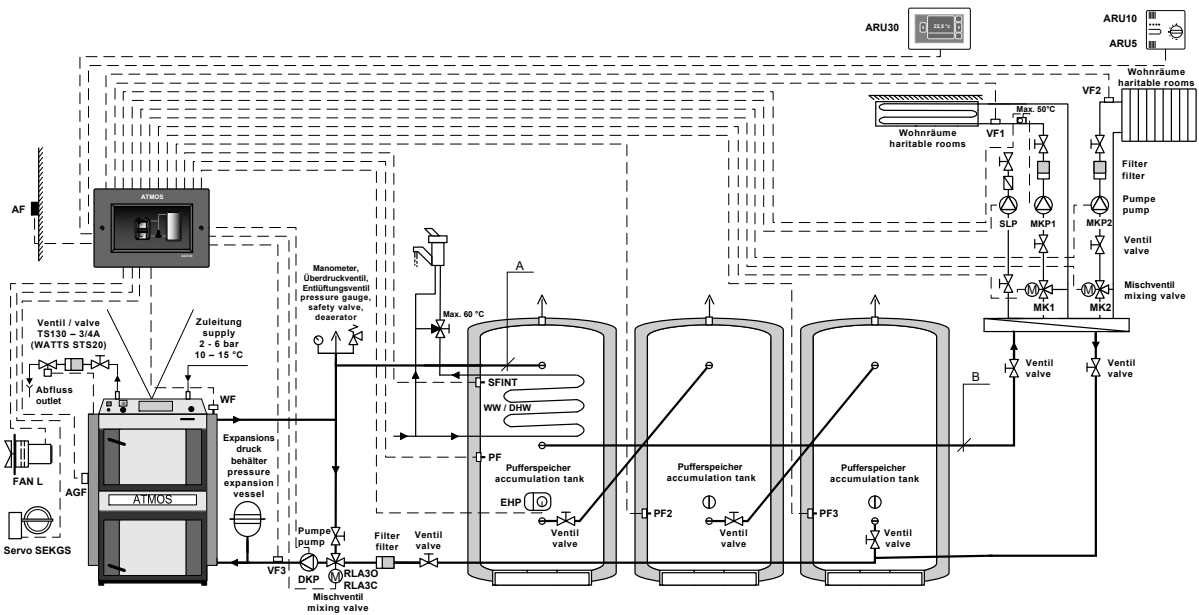 ARU30
22,5 °C
ARU10
ARU5
Wohnräume
haritable rooms
VF2
Max. 50°C
Wohnräume
haritable rooms
VF1
Filter
filter
Pumpe
pump
SLP
MKP1
MKP2
Ventil
valve
Mischventil
mixing valve
M
MK1
M
MK2
AF
ATMOS
Manometer,
Überdruckventil,
Entlüftungsventil
pressure gauge,
safety valve,
deaerator
A
Max. 60 °C
Ventil / valve
TS130 – 3/4A
(WATTS STS20)
Zuleitung
supply
2 - 6 bar
10 – 15 °C
Abfluss
outlet
WF
SFINT
WW / DHW
Ventil
valve
Ventil
valve
B
Expansions
druck
behälter
pressure
expansion
vessel
FAN L
AGF
ATMOS
Servo SEKGS
PF
Pufferspeicher
accumulation tank
Pufferspeicher
accumulation tank
Pufferspeicher
accumulation tank
EHP
PF2
PF3
Ventil
valve
Ventil
valve
Ventil
valve
VF3
Pumpe
pump
DKP
Filter
filter
Ventil
valve
M
RLA3O
RLA3C
Mischventil
mixing valve